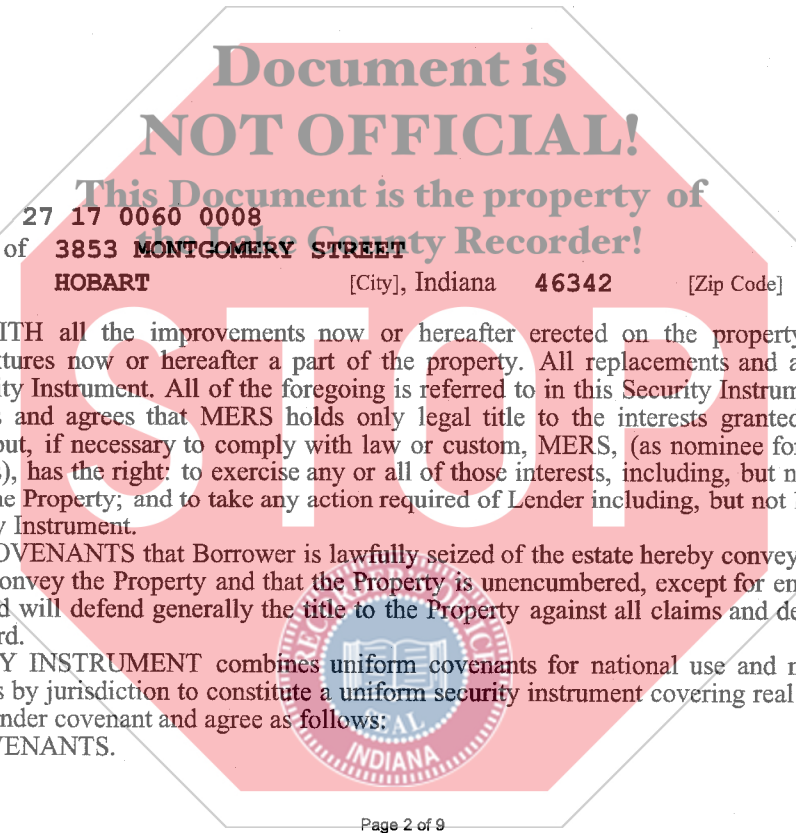 Document is
NOT OFFICIAL!
This Document is the property of
the Lake County Recorder!
27 17 0060 0008
of 3853 MONTGOMERY STREET
HOBART [City], Indiana 46342 [Zip Code]
STOP
ITH all the improvements now or hereafter erected on the property
tures now or hereafter a part of the property. All replacements and a
ity Instrument. All of the foregoing is referred to in this Security Instrum
s and agrees that MERS holds only legal title to the interests granted
out, if necessary to comply with law or custom, MERS, (as nominee for
s), has the right: to exercise any or all of those interests, including, but n
he Property; and to take any action required of Lender including, but not
y Instrument.
OVENANTS that Borrower is lawfully seized of the estate hereby convey
onvey the Property and that the Property is unencumbered, except for en
d will defend generally the title to the Property against all claims and de
rd.
Y INSTRUMENT combines uniform covenants for national use and n
s by jurisdiction to constitute a uniform security instrument covering real
nder covenant and agree as follows:
VENANTS.
RECORDER'S OFFICE
SEAL
INDIANA
Page 2 of 9